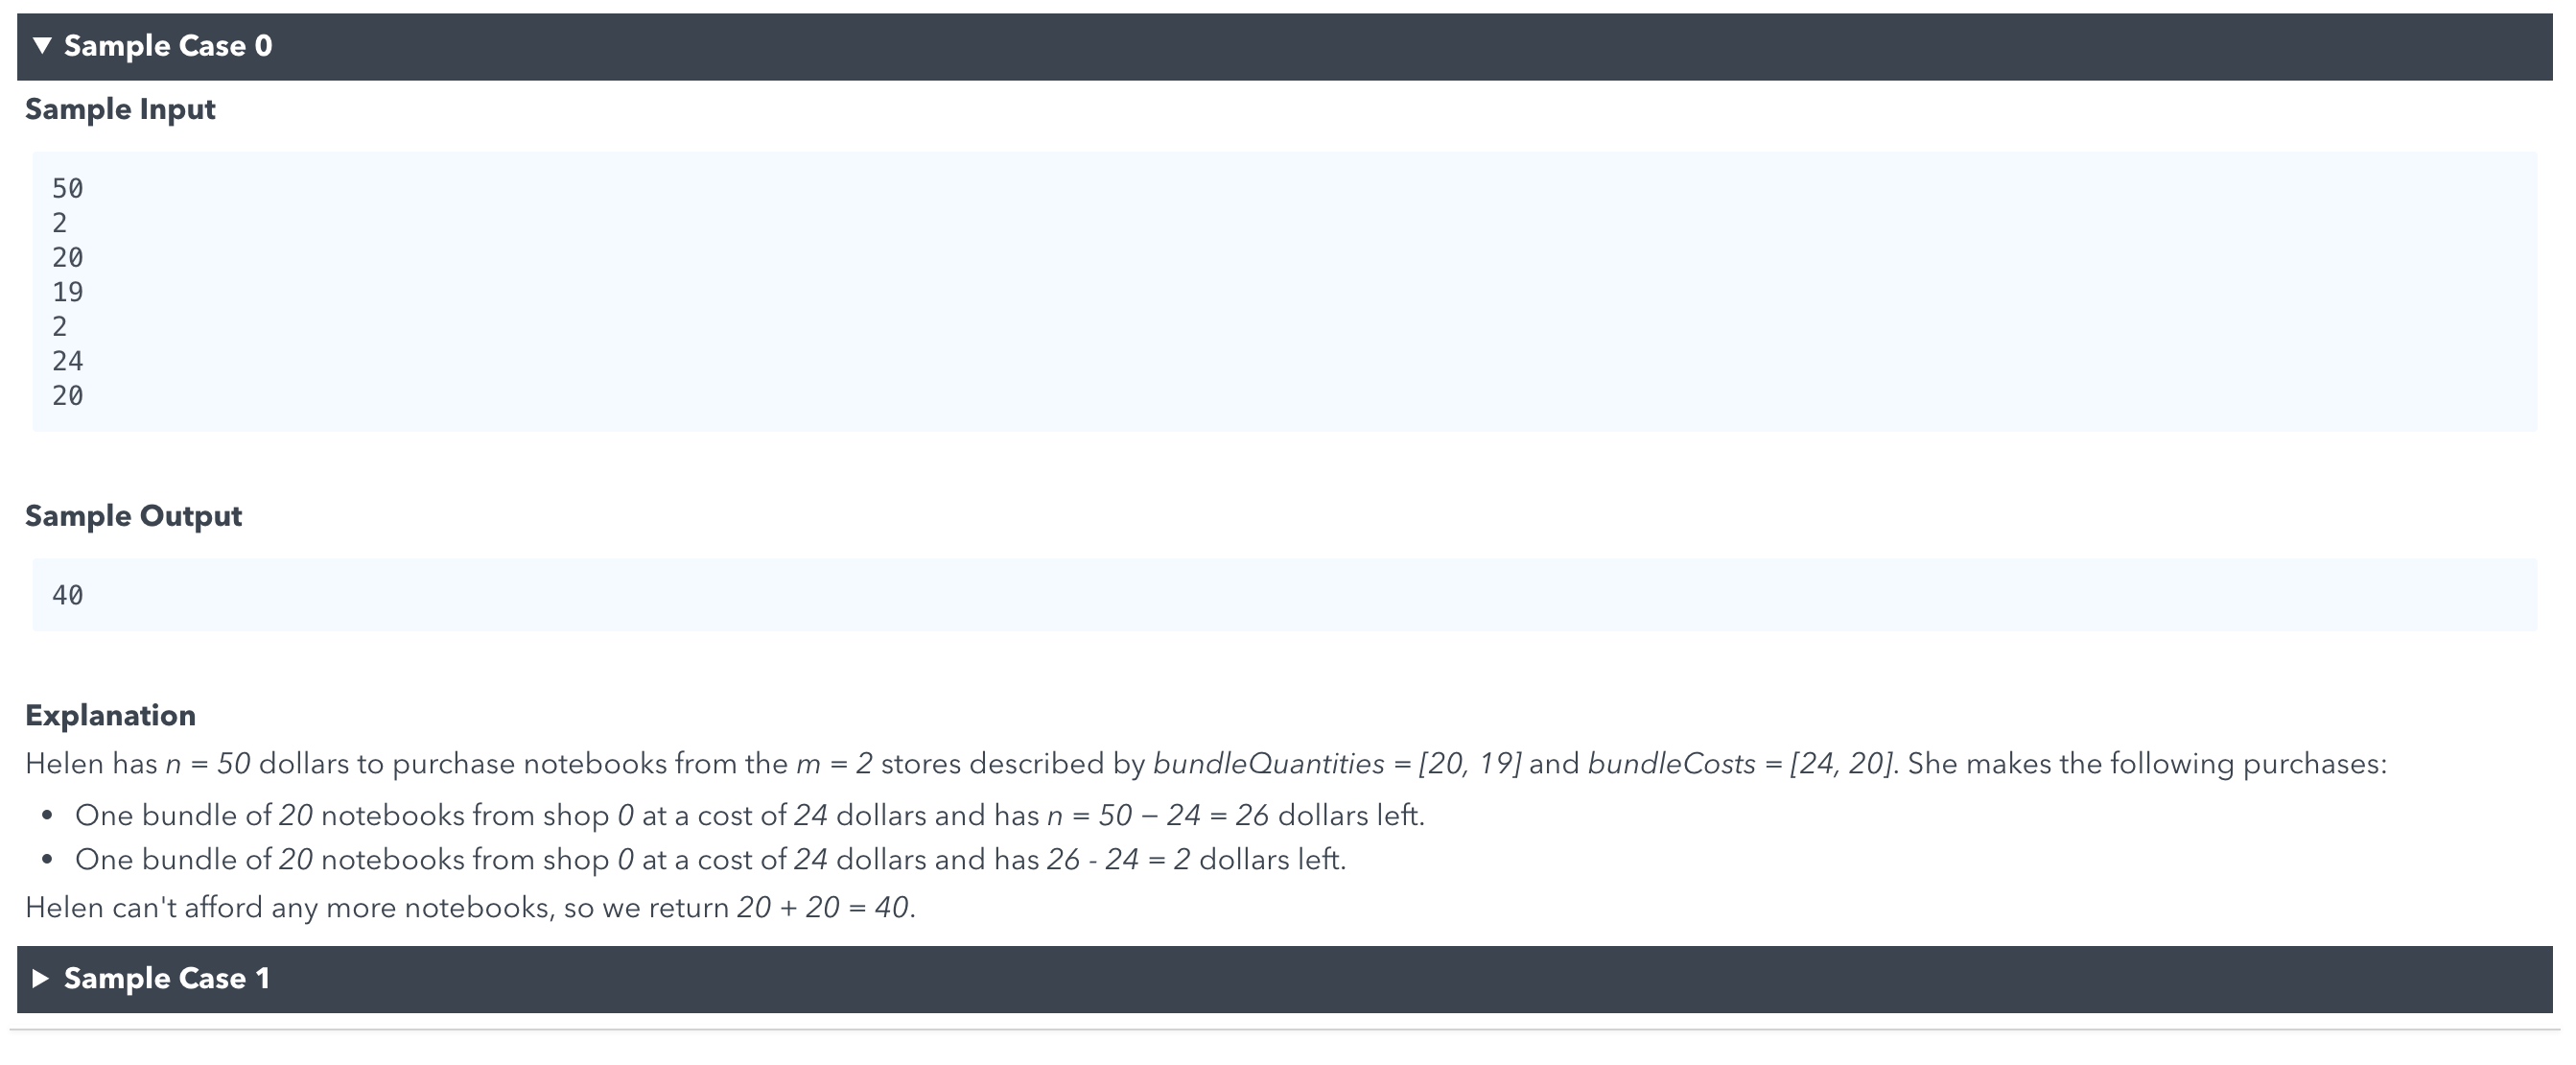 ▼ Sample Case 0
Sample Input
50
2
20
19
2
24
20
Sample Output
40
Explanation
Helen has n = 50 dollars to purchase notebooks from the m = 2 stores described by bundleQuantities = [20, 19] and bundleCosts = [24, 20]. She makes the following purchases:
• One bundle of 20 notebooks from shop 0 at a cost of 24 dollars and has n = 50 − 24 = 26 dollars left.
• One bundle of 20 notebooks from shop 0 at a cost of 24 dollars and has 26 - 24 = 2 dollars left.
Helen can't afford any more notebooks, so we return 20 + 20 = 40.
▶ Sample Case 1